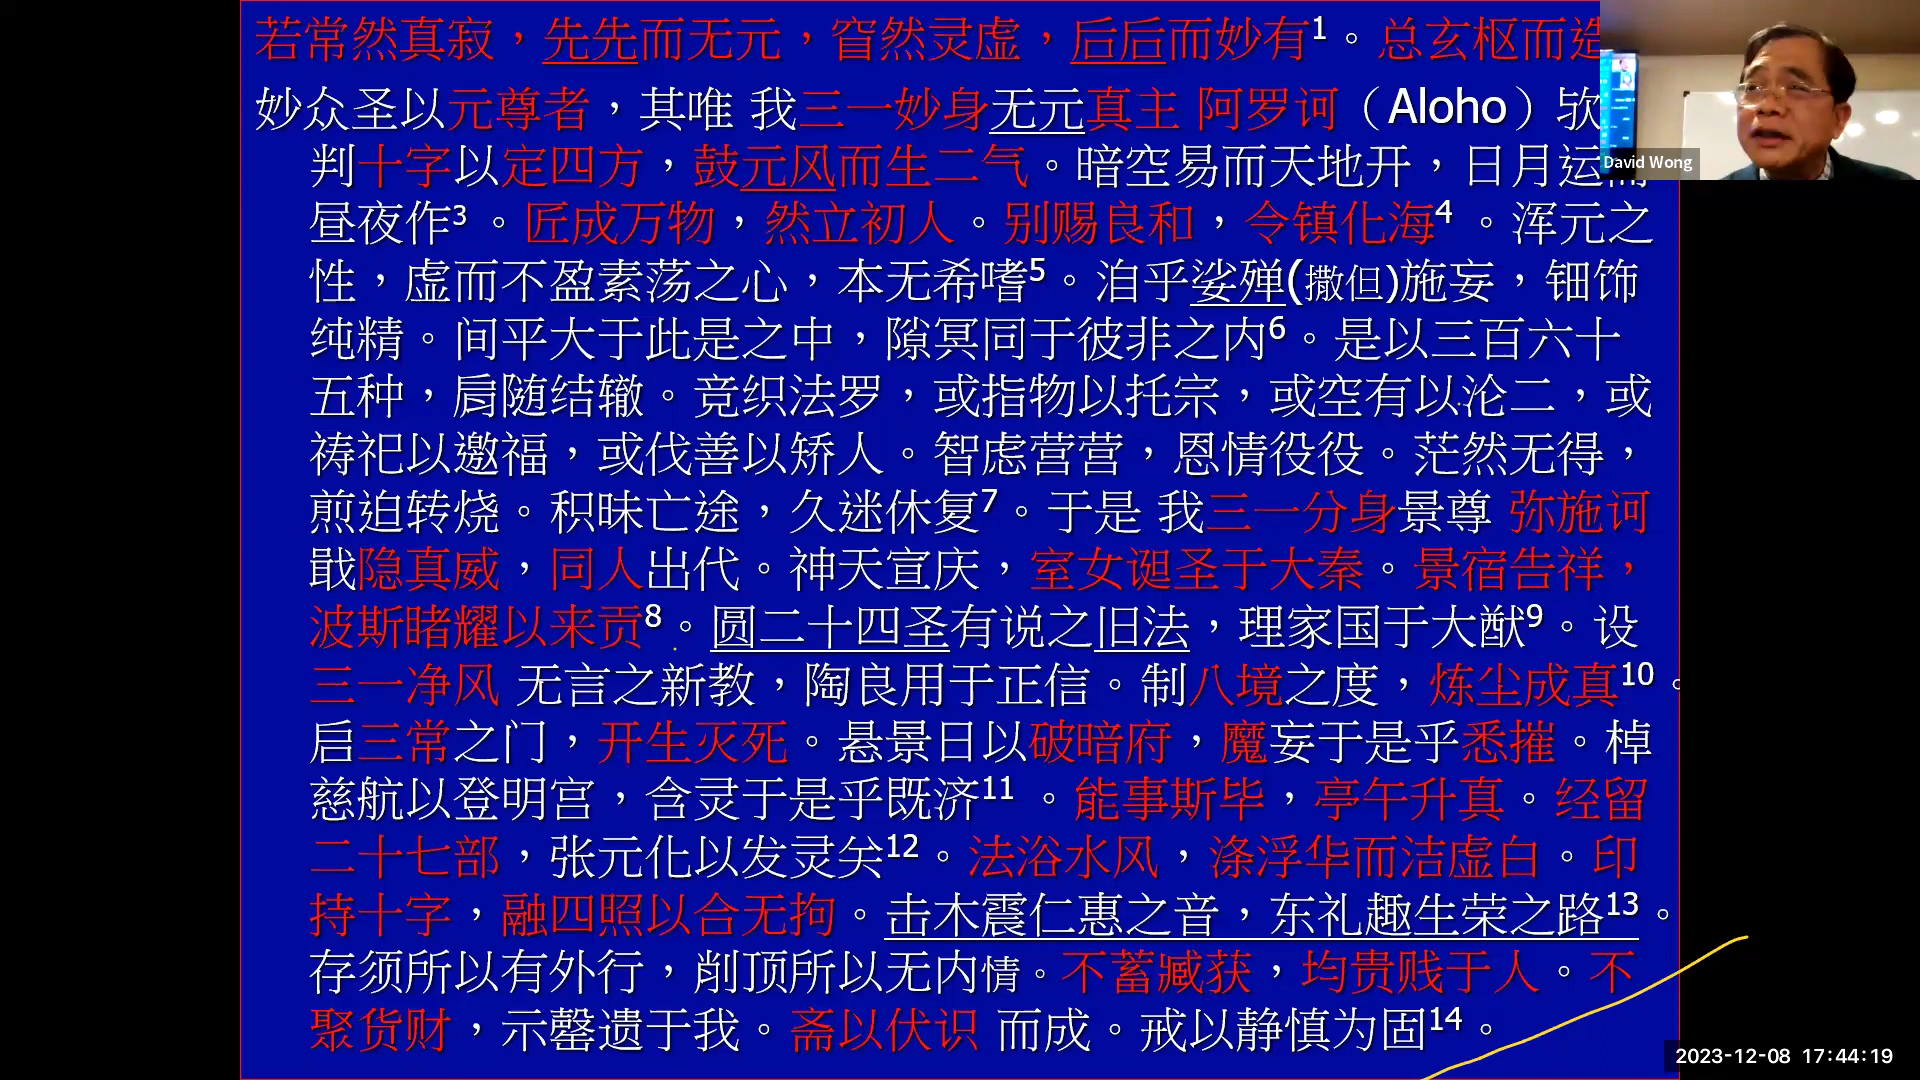 若常然真寂，先先而无元，窅然灵虚，后后而妙有1。总玄枢而造
妙众圣以元尊者，其唯 我三一妙身无元真主 阿罗诃（Aloho）欤
判十字以定四方，鼓元风而生二气。暗空易而天地开，日月运而
昼夜作3 。匠成万物，然立初人。别赐良和，令镇化海4 。浑元之
性，虚而不盈素荡之心，本无希嗜5。洎乎娑殚(撒但)施妄，钿饰
纯精。间平大于此是之中，隙冥同于彼非之内6。是以三百六十
五种，肩随结辙。竞织法罗，或指物以托宗，或空有以沦二，或
祷祀以邀福，或伐善以矫人。智虑营营，恩情役役。茫然无得，
煎迫转烧。积昧亡途，久迷休复7。于是 我三一分身景尊 弥施诃
戢隐真威，同人出代。神天宣庆，室女诞圣于大秦。景宿告祥，
波斯睹耀以来贡8。圆二十四圣有说之旧法，理家国于大猷9。设
三一净风 无言之新教，陶良用于正信。制八境之度，炼尘成真10。
启三常之门，开生灭死。悬景日以破暗府，魔妄于是乎悉摧。棹
慈航以登明宫，含灵于是乎既济11 。能事斯毕，亭午升真。经留
二十七部，张元化以发灵关12。法浴水风，涤浮华而洁虚白。印
持十字，融四照以合无拘。击木震仁惠之音，东礼趣生荣之路13。
存须所以有外行，削顶所以无内情。不蓄臧获，均贵贱于人。不
聚货财，示罄遗于我。斋以伏识 而成。戒以静慎为固14。
David Wong
2023-12-08 17:44:19